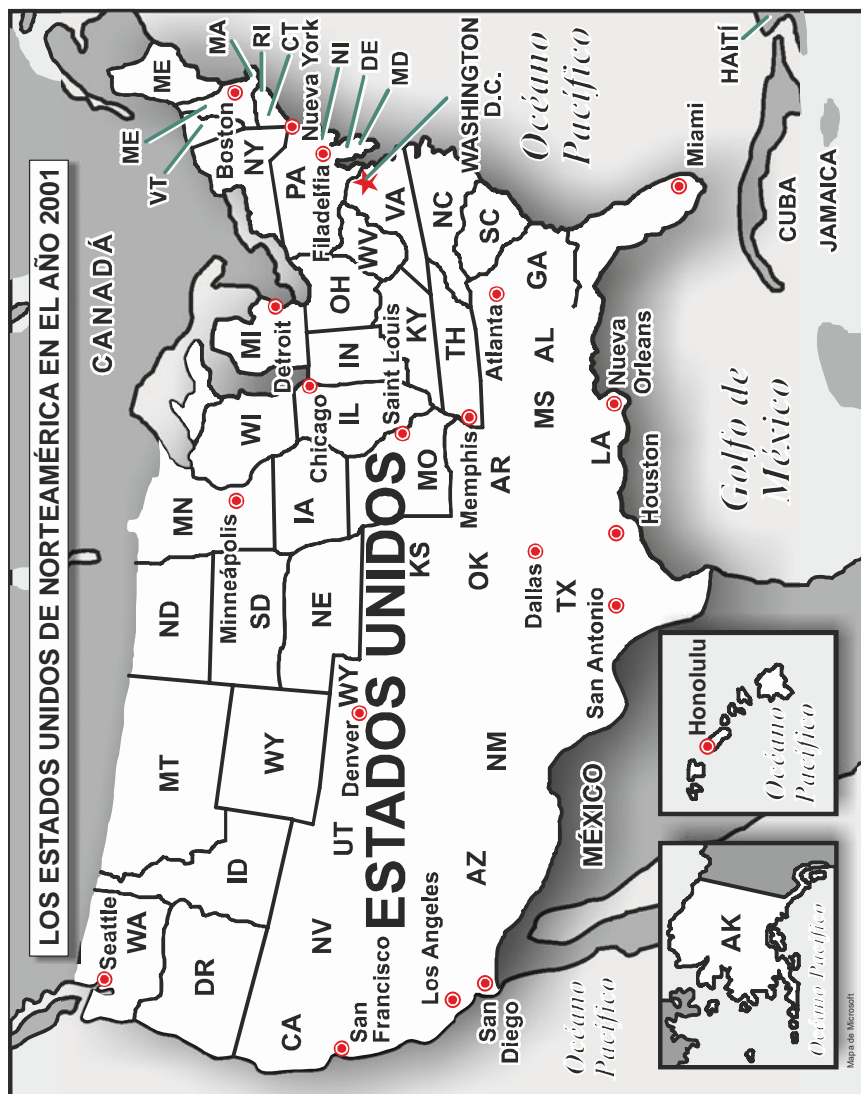 LOS ESTADOS UNIDOS DE NORTEAMÉRICA EN EL AÑO 2001
CANADÁ
Seattle
WA
MT
ND
MN
ME
ME
VT
MA
RI
CT
Boston
NY
Nueva York
NI
DE
MD
WASHINGTON
D.C.
DR
ID
WY
SD
Minneápolis
WI
MI
Detroit
PA
Filadelfia
NE
IA
Chicago
IL
IN
OH
WV
VA
CA
NV
UT
Denver
WY
ESTADOS UNIDOS
KS
MO
Saint Louis
KY
NC
San
Francisco
Los Angeles
AZ
NM
OK
AR
Memphis
TH
SC
Atlanta
GA
San
Diego
Dallas
TX
MS
AL
LA
San Antonio
Houston
Nueva
Orleans
Miami
Océano
Pacífico
Océano
Pacífico
MÉXICO
Golfo de
México
CUBA
JAMAICA
HAITÍ
AK
Océano Pacífico
Honolulu
Océano
Pacífico
Mapa de Microsoft